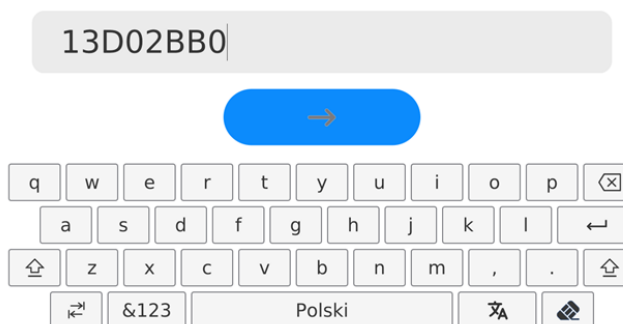 13D02BB0
q w e r t y u i o p
a s d f g h j k l
z x c v b n m , .
&123 Polski